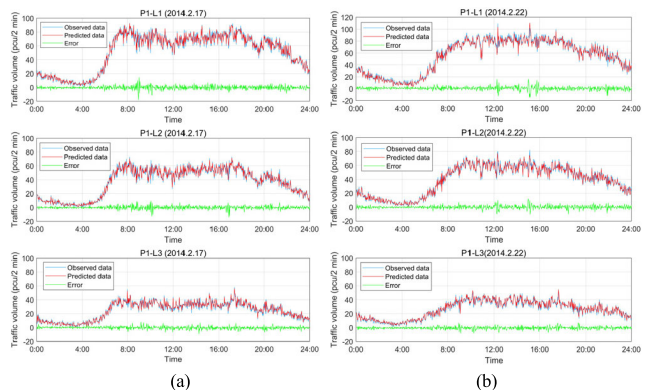 P1-L1 (2014.2.17)
Traffic volume (pcu/2 min)
100
80
60
40
20
0
-20
Observed data
Predicted data
Error
0:00 4:00 8:00 12:00 16:00 20:00 24:00
Time
P1-L1 (2014.2.22)
Traffic volume (pcu/2 min)
120
100
80
60
40
20
0
-20
Observed data
Predicted data
Error
0:00 4:00 8:00 12:00 16:00 20:00 24:00
Time
P1-L2 (2014.2.17)
Traffic volume (pcu/2 min)
100
80
60
40
20
0
-20
Observed data
Predicted data
Error
0:00 4:00 8:00 12:00 16:00 20:00 24:00
Time
P1-L2(2014.2.22)
Traffic volume (pcu/2 min)
100
80
60
40
20
0
-20
Observed data
Predicted data
Error
0:00 4:00 8:00 12:00 16:00 20:00 24:00
Time
P1-L3 (2014.2.17)
Traffic volume (pcu/2 min)
100
80
60
40
20
0
-20
Observed data
Predicted data
Error
0:00 4:00 8:00 12:00 16:00 20:00 24:00
Time
P1-L3(2014.2.22)
Traffic volume (pcu/2 min)
100
80
60
40
20
0
-20
Observed data
Predicted data
Error
0:00 4:00 8:00 12:00 16:00 20:00 24:00
Time
(a)
(b)